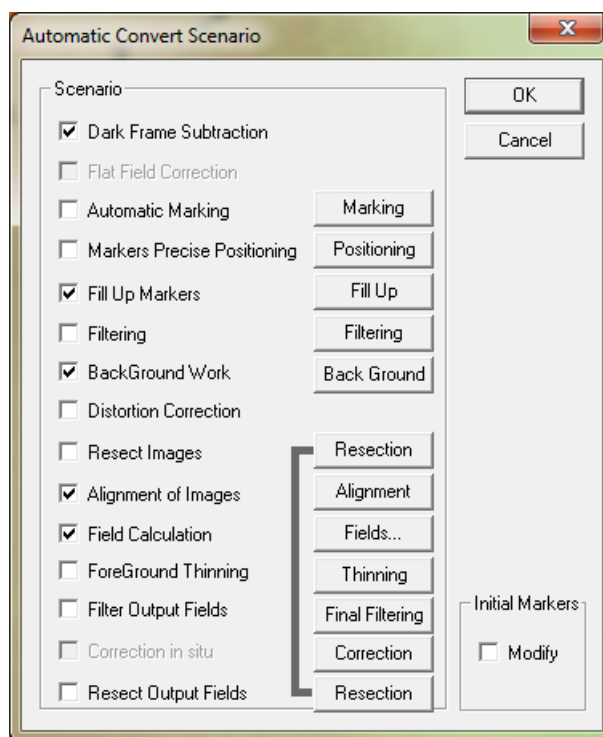 Automatic Convert Scenario
Scenario
OK
Cancel
Dark Frame Subtraction
Flat Field Correction
Automatic Marking Marking
Markers Precise Positioning Positioning
Fill Up Markers Fill Up
Filtering Filtering
BackGround Work Back Ground
Distortion Correction
Resect Images Resection
Alignment of Images Alignment
Field Calculation Fields...
ForeGround Thinning Thinning
Filter Output Fields Final Filtering
Correction in situ Correction
Resect Output Fields Resection
Initial Markers
Modify